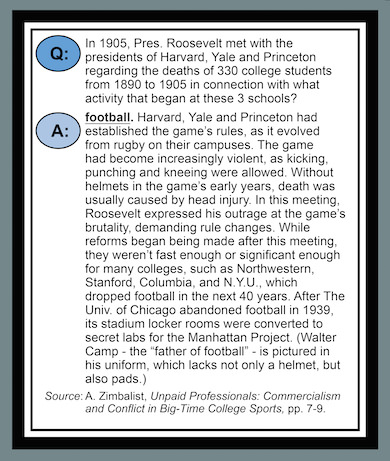 Q: In 1905, Pres. Roosevelt met with the
presidents of Harvard, Yale and Princeton
regarding the deaths of 330 college students
from 1890 to 1905 in connection with what
activity that began at these 3 schools?
A: football. Harvard, Yale and Princeton had
established the game's rules, as it evolved
from rugby on their campuses. The game
had become increasingly violent, as kicking,
punching and kneeing were allowed. Without
helmets in the game's early years, death was
usually caused by head injury. In this meeting,
Roosevelt expressed his outrage at the game's
brutality, demanding rule changes. While
reforms began being made after this meeting,
they weren't fast enough or significant enough
for many colleges, such as Northwestern,
Stanford, Columbia, and N.Y.U., which
dropped football in the next 40 years. After The
Univ. of Chicago abandoned football in 1939,
its stadium locker rooms were converted to
secret labs for the Manhattan Project. (Walter
Camp - the "father of football" - is pictured in
his uniform, which lacks not only a helmet, but
also pads.)
Source: A. Zimbalist, Unpaid Professionals: Commercialism
and Conflict in Big-Time College Sports, pp. 7-9.